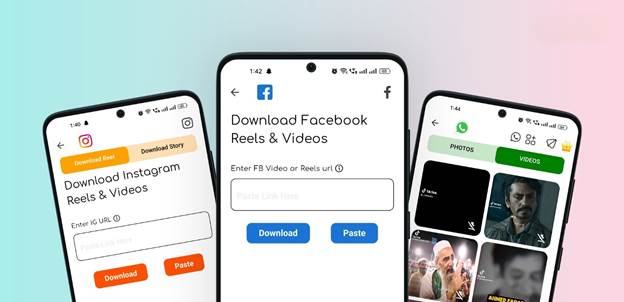 1:40
Download Reel
Download Story
Download Instagram
Reels & Videos
Enter IG URL
Paste Link Here
Download
Paste
1:42
Download Facebook
Reels & Videos
Enter FB Video or Reels url
Paste Link Here
Download
Paste
1:44
PHOTOS
VIDEOS
TikTok
TikTok